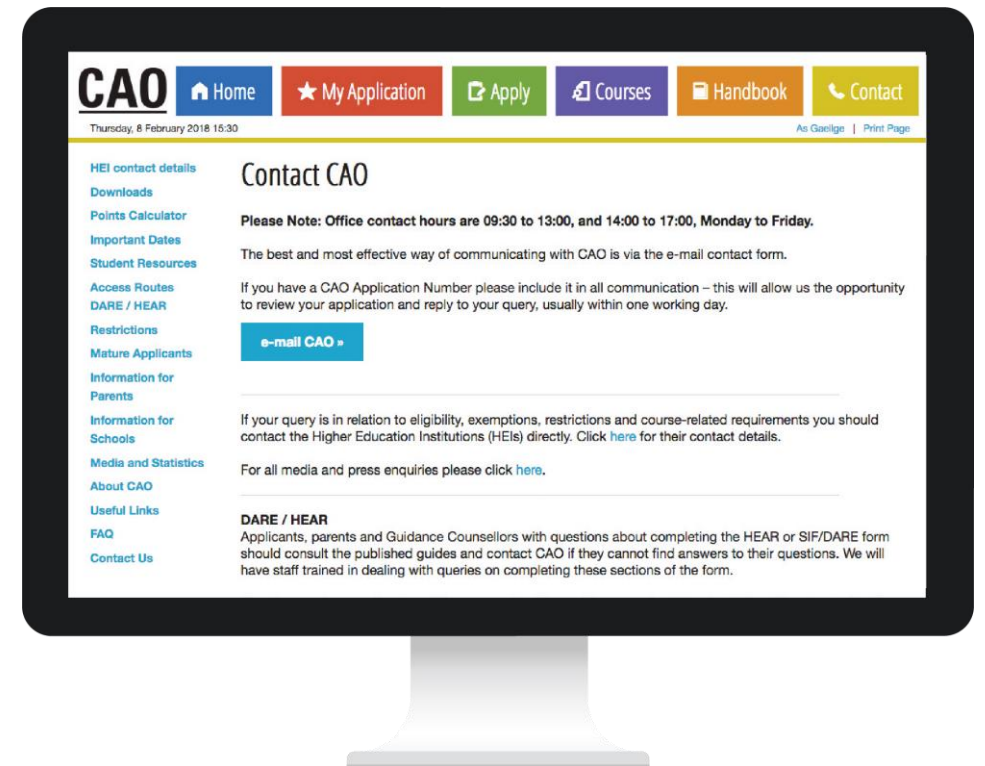 CAO
Home
My Application
Apply
Courses
Handbook
Contact
Thursday, 8 February 2018 15:30
As Gaeilge | Print Page
HEI contact details
Downloads
Points Calculator
Important Dates
Student Resources
Access Routes
DARE / HEAR
Restrictions
Mature Applicants
Information for
Parents
Information for
Schools
Media and Statistics
About CAO
Useful Links
FAQ
Contact Us
Contact CAO
Please Note: Office contact hours are 09:30 to 13:00, and 14:00 to 17:00, Monday to Friday.
The best and most effective way of communicating with CAO is via the e-mail contact form.
If you have a CAO Application Number please include it in all communication – this will allow us the opportunity
to review your application and reply to your query, usually within one working day.
e-mail CAO »
If your query is in relation to eligibility, exemptions, restrictions and course-related requirements you should
contact the Higher Education Institutions (HEIs) directly. Click here for their contact details.
For all media and press enquiries please click here.
DARE / HEAR
Applicants, parents and Guidance Counsellors with questions about completing the HEAR or SIF/DARE form
should consult the published guides and contact CAO if they cannot find answers to their questions. We will
have staff trained in dealing with queries on completing these sections of the form.